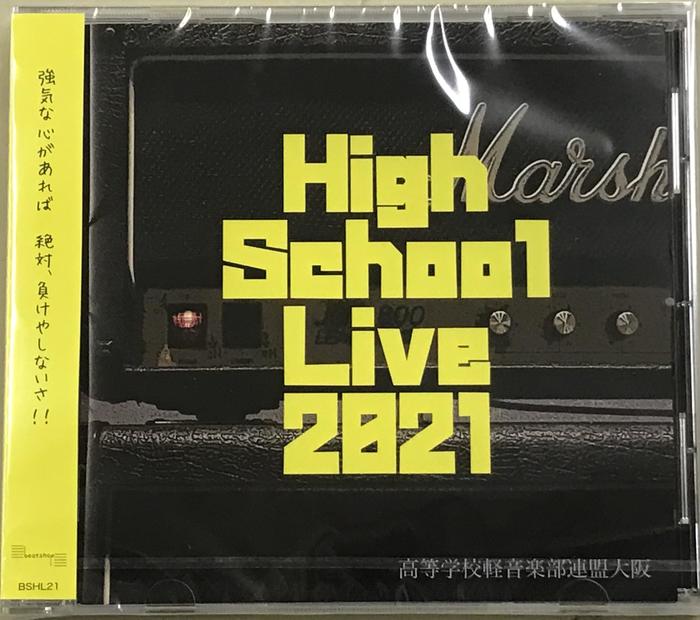 強気な心があれば 絶対、負けやしないさ!!
beatshop
BSHL21
Marsh
High
School
Live
2021
高等学校軽音楽部連盟大阪